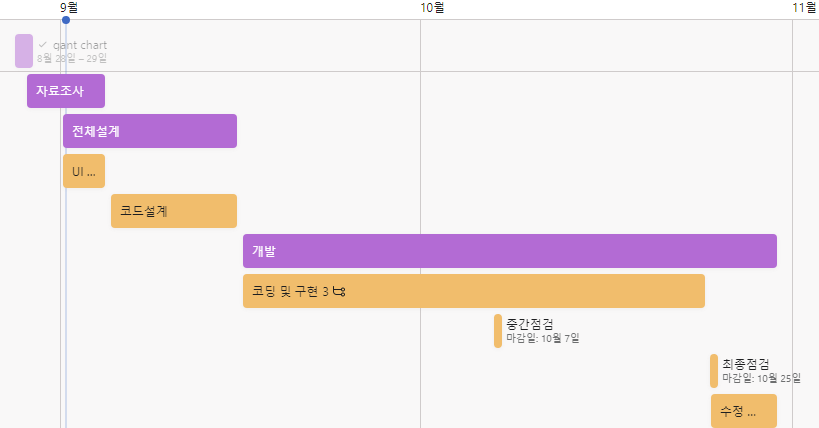 9월 10월 11월
✓ qant chart
8월 28일 – 29일
자료조사
전체설계
UI ...
코드설계
개발
코딩 및 구현 3
중간점검
마감일: 10월 7일
최종점검
마감일: 10월 25일
수정 ...